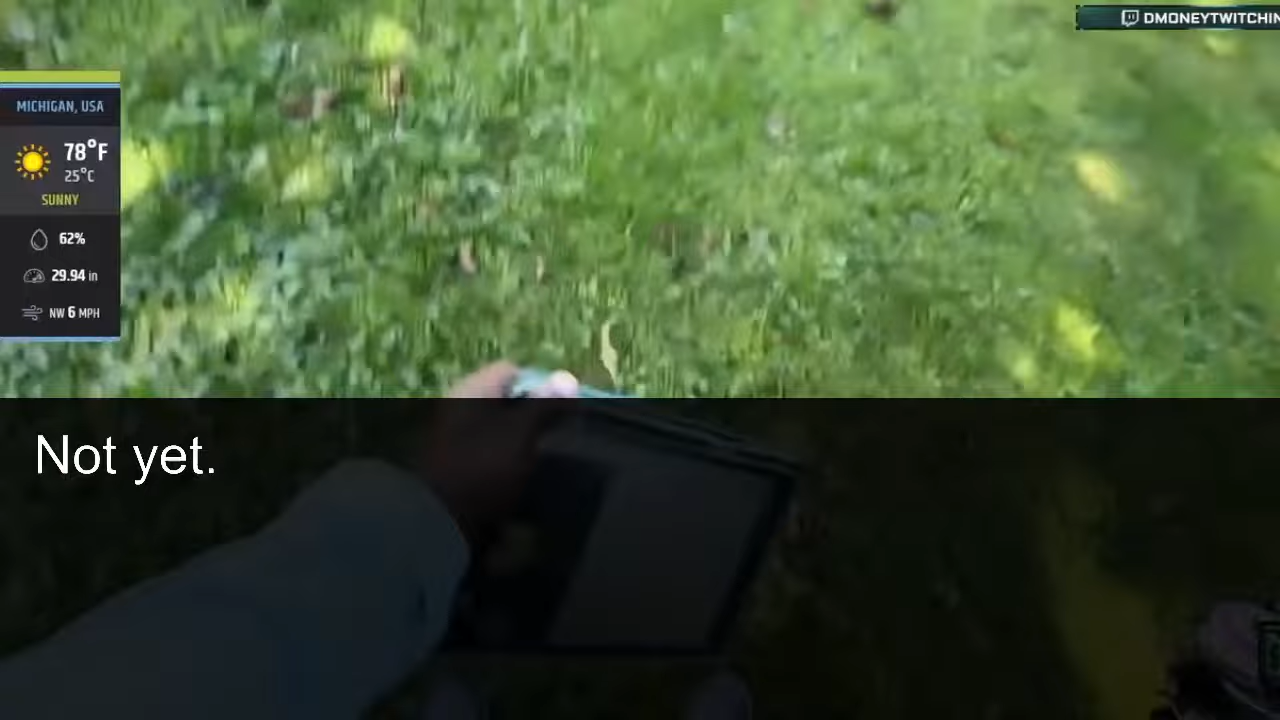 DMONEYTWITCHIN
MICHIGAN, USA
78°F
25°C
SUNNY
62%
29.94 in
NW 6 MPH
Not yet.